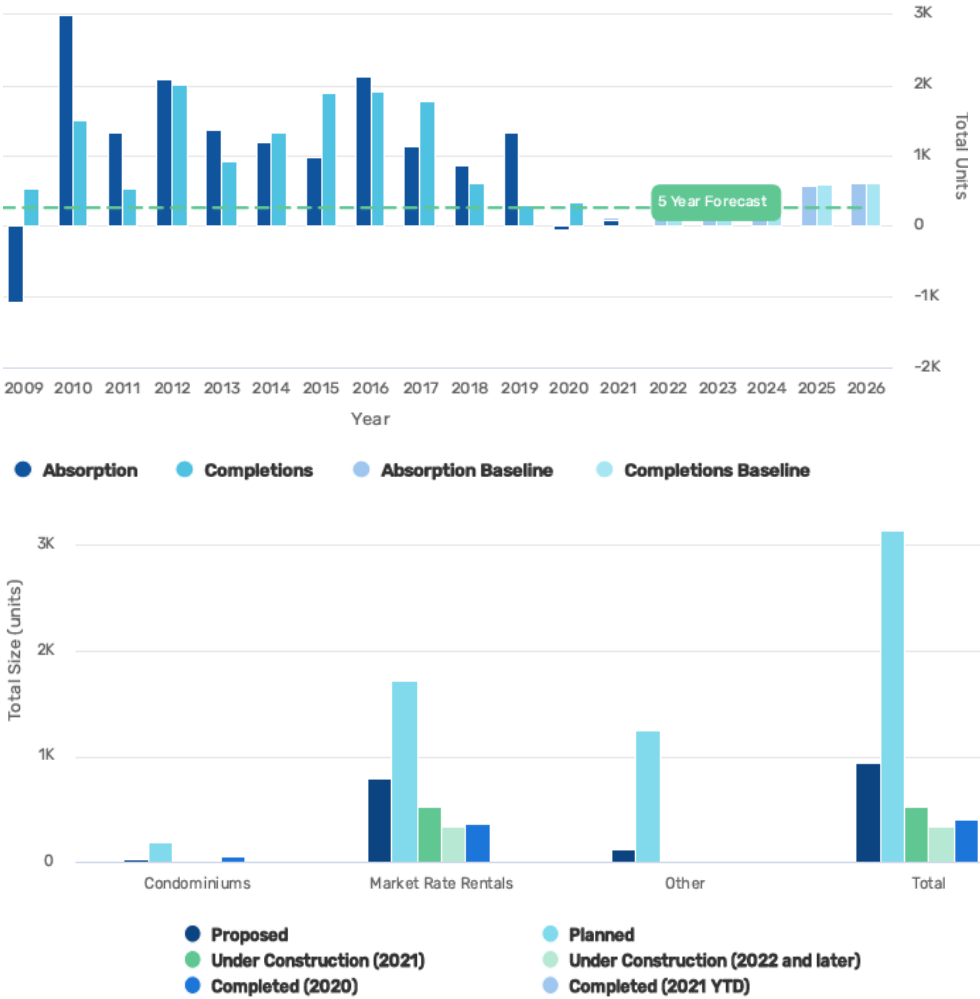 3K
2K
1K
0
-1K
-2K
Total Units
5 Year Forecast
2009 2010 2011 2012 2013 2014 2015 2016 2017 2018 2019 2020 2021 2022 2023 2024 2025 2026
Year
Absorption Completions Absorption Baseline Completions Baseline
3K
2K
1K
0
Total Size (units)
Condominiums Market Rate Rentals Other Total
Proposed Planned
Under Construction (2021) Under Construction (2022 and later)
Completed (2020) Completed (2021 YTD)